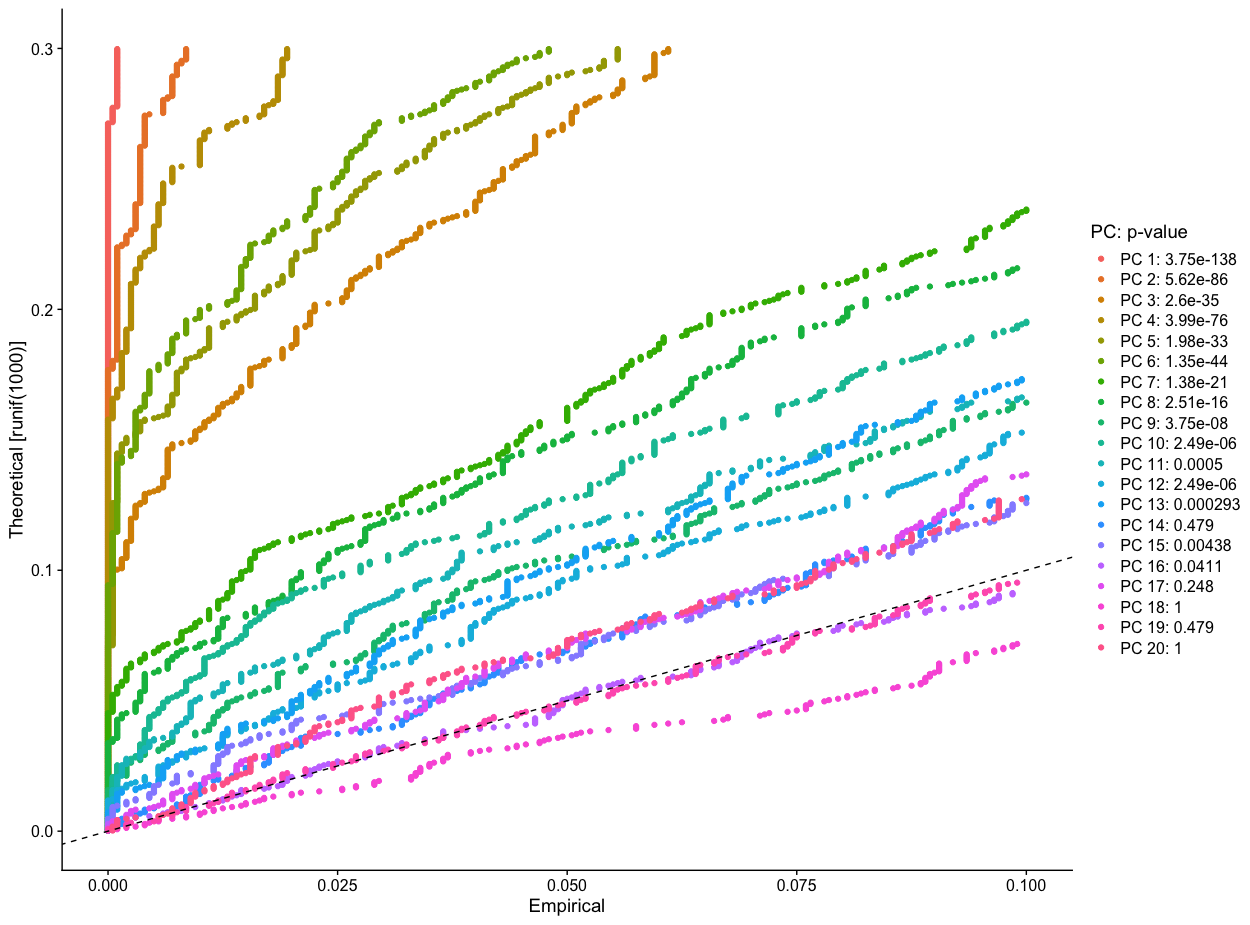 0.3
0.2
0.1
0.0
Theoretical [runif(1000)]
0.000
0.025
0.050
0.075
0.100
Empirical
PC: p-value
PC 1: 3.75e-138
PC 2: 5.62e-86
PC 3: 2.6e-35
PC 4: 3.99e-76
PC 5: 1.98e-33
PC 6: 1.35e-44
PC 7: 1.38e-21
PC 8: 2.51e-16
PC 9: 3.75e-08
PC 10: 2.49e-06
PC 11: 0.0005
PC 12: 2.49e-06
PC 13: 0.000293
PC 14: 0.479
PC 15: 0.00438
PC 16: 0.0411
PC 17: 0.248
PC 18: 1
PC 19: 0.479
PC 20: 1